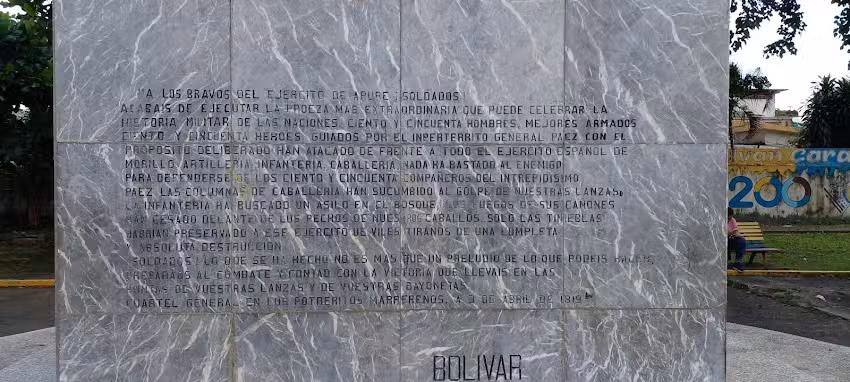 "A LOS BRAVOS DEL EJERCITO DE APURE ¡SOLDADOS!
ACABAIS DE EJECUTAR LA PROEZA MAS EXTRAORDINARIA QUE PUEDE CELEBRAR LA
HISTORIA MILITAR DE LAS NACIONES. CIENTO Y CINCUENTA HOMBRES, MEJORES ARMADOS
CIENTO Y CINCUENTA HEROES, GUIADOS POR EL INPERTERRITO GENERAL PAEZ CON EL
PROPOSITO DELIBERADO HAN ATALADO DE FRENTE A TODO EL EJERCITO ESPAÑOL DE
MORILLO, ARTILLERIA, INFANTERIA, CABALLERIA, NADA HA BASTADO AL ENEMIGO
PARA DEFENDERSE DE LOS CIENTO Y CINCUENTA COMPAÑEROS DEL INTREPIDISIMO
PAEZ LAS COLUMNAS DE CABALLERIA HAN SUCUMBIDO AL GOLPE DE NUESTRAS LANZAS,
LA INFANTERIA HA BUSCADO UN ASILO EN EL BOSQUE, LOS FUEGOS DE SUS CAÑONES
HAN CESADO DELANTE DE LOS PECHOS DE NUESTROS CABALLOS. SOLO LAS TINIEBLAS
HABRIAN PRESERVADO A ESE EJERCITO DE VILES TIRANOS DE UNA COMPLETA
Y ABSOLUTA DESTRUCCION.
¡SOLDADOS! LO QUE SE HA HECHO NO ES MAS QUE UN PRELUDIO DE LO QUE PODEIS HACER,
PREPARAOS AL COMBATE Y CONTAD CON LA VICTORIA QUE LLEVAIS EN LAS
PUNTAS DE VUESTRAS LANZAS Y DE VUESTRAS BAYONETAS
CUARTEL GENERAL EN LOS POTRERITOS MARREREÑOS, A 3 DE ABRIL DE 1819
BOLIVAR
200